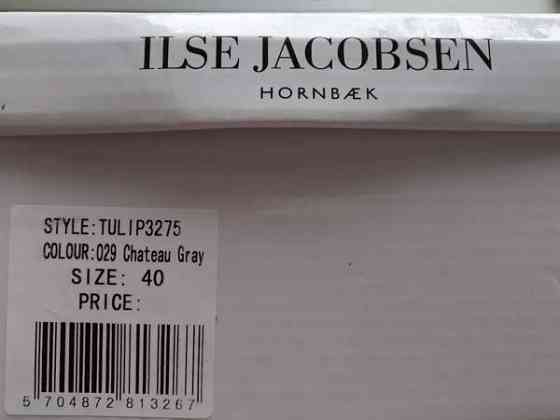 ILSE JACOBSEN
HORNBÆK
STYLE:TULIP3275
COLOUR:029 Chateau Gray
SIZE: 40
PRICE:
5 704872 813267